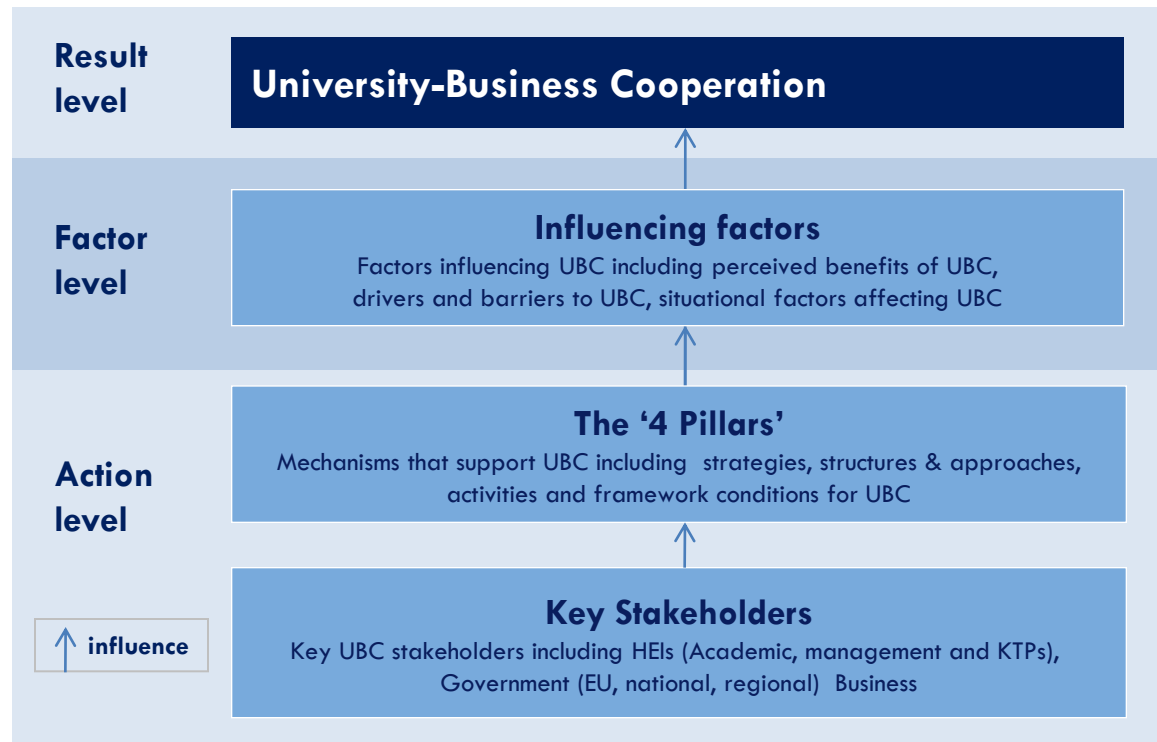 Result
level
University-Business Cooperation
Factor
level
Influencing factors
Factors influencing UBC including perceived benefits of UBC,
drivers and barriers to UBC, situational factors affecting UBC
Action
level
The ‘4 Pillars’
Mechanisms that support UBC including  strategies, structures & approaches,
activities and framework conditions for UBC
Key Stakeholders
Key UBC stakeholders including HEIs (Academic, management and KTPs),
Government (EU, national, regional)  Business
influence